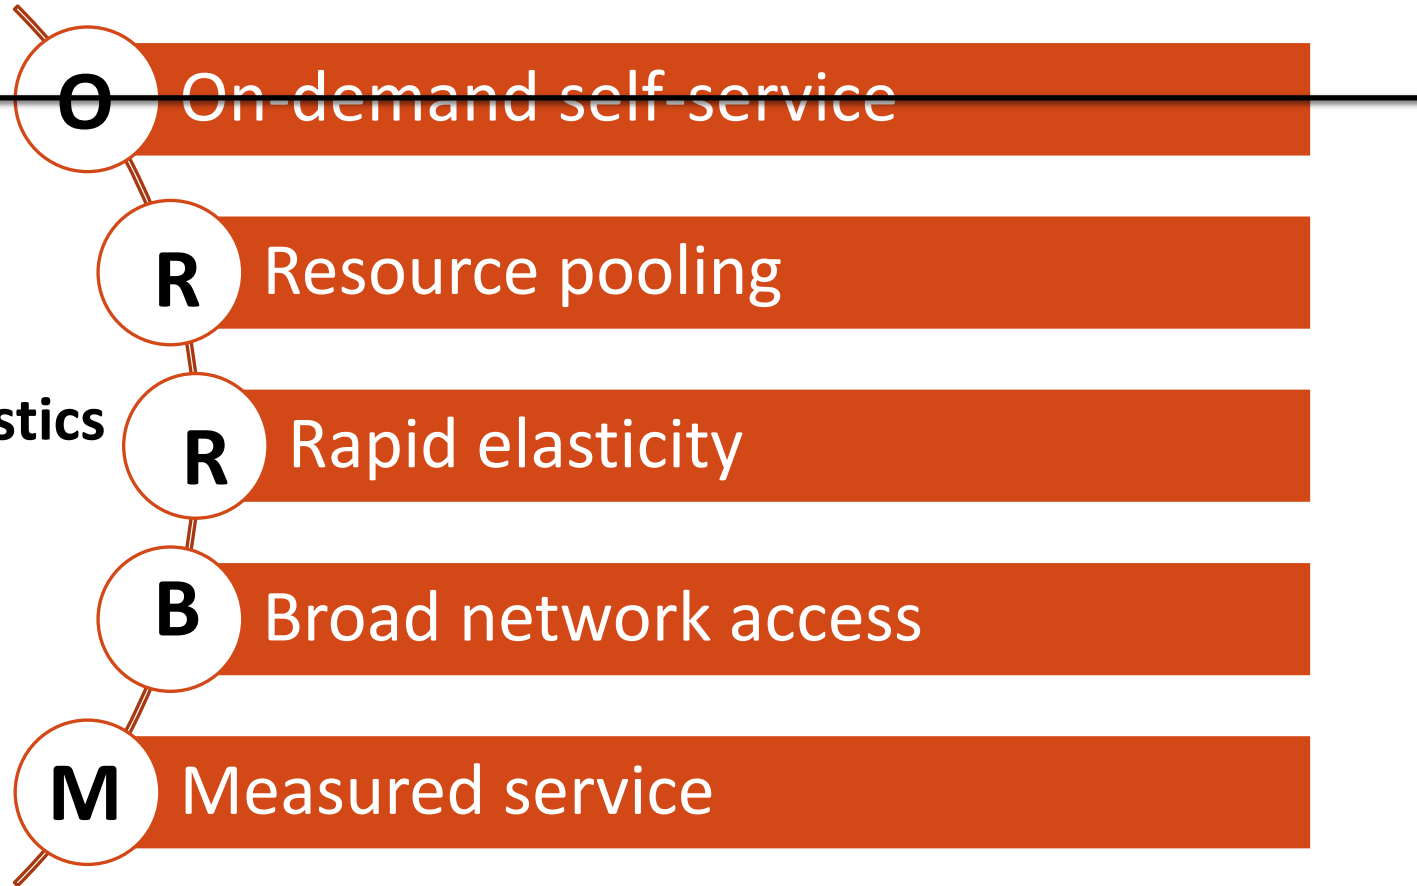 O On-demand self-service
R Resource pooling
stics
R Rapid elasticity
B Broad network access
M Measured service